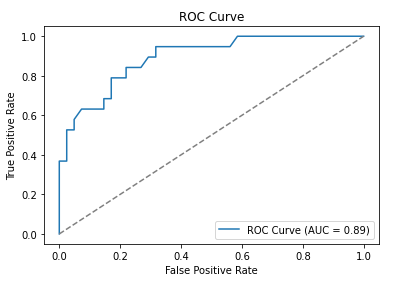 ROC Curve
1.0
0.8
0.6
0.4
0.2
0.0
True Positive Rate
ROC Curve (AUC = 0.89)
0.0 0.2 0.4 0.6 0.8 1.0
False Positive Rate